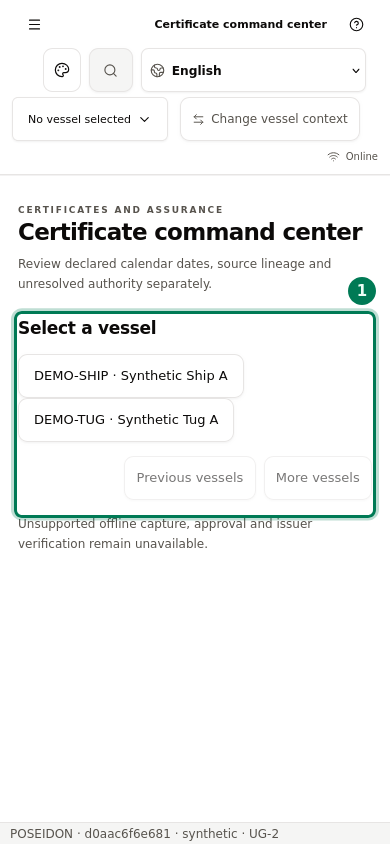 Certificate command center
English
No vessel selected
Change vessel context
Online
CERTIFICATES AND ASSURANCE
Certificate command center
Review declared calendar dates, source lineage and
unresolved authority separately.
1
Select a vessel
DEMO-SHIP · Synthetic Ship A
DEMO-TUG · Synthetic Tug A
Previous vessels
More vessels
Unsupported offline capture, approval and issuer
verification remain unavailable.
POSEIDON · d0aac6f6e681 · synthetic · UG-2